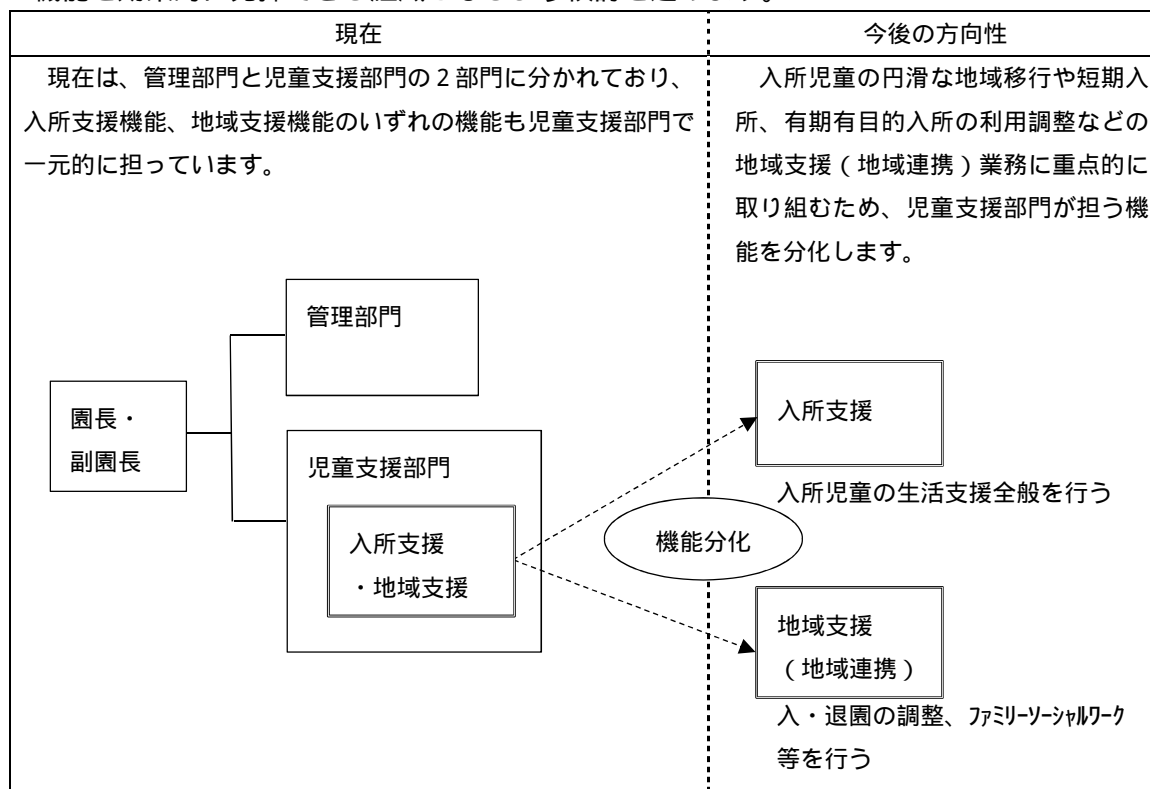 現在
今後の方向性
現在は、管理部門と児童支援部門の２部門に分かれており、
入所支援機能、地域支援機能のいずれの機能も児童支援部門で
一元的に担っています。
入所児童の円滑な地域移行や短期入
所、有期有目的入所の利用調整などの
地域支援（地域連携）業務に重点的に
取り組むため、児童支援部門が担う機
能を分化します。
管理部門
園長・
副園長
児童支援部門
入所支援
・地域支援
機能分化
入所支援
入所児童の生活支援全般を行う
地域支援
（地域連携）
入・退園の調整、ﾌｧﾐﾘｰｿｰｼｬﾙﾜｰｸ
等を行う